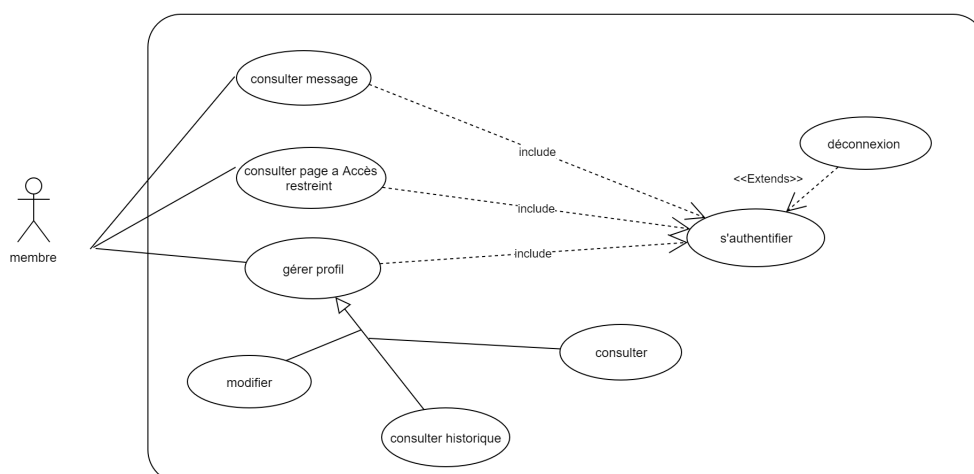 consulter message
include
déconnexion
consulter page a Accès
restreint
<<Extends>>
include
s'authentifier
membre
include
gérer profil
consulter
modifier
consulter historique